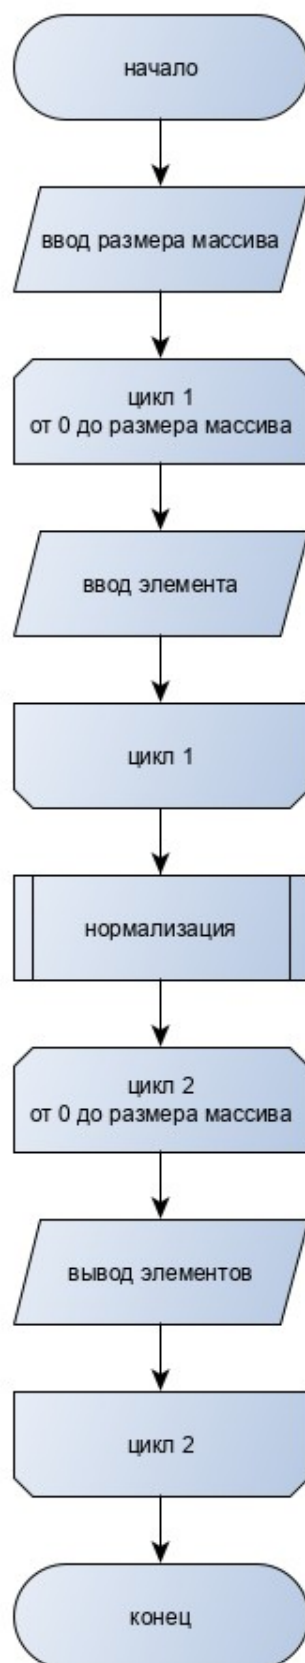 начало
ввод размера массива
цикл 1
от 0 до размера массива
ввод элемента
цикл 1
нормализация
цикл 2
от 0 до размера массива
вывод элементов
цикл 2
конец